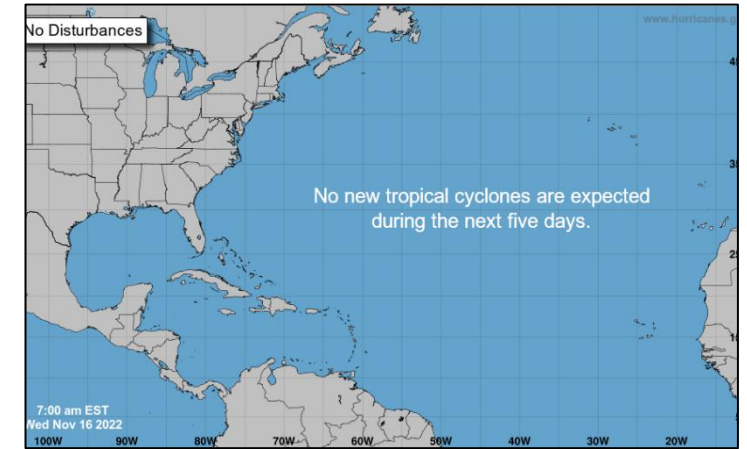 No Disturbances
www.hurricanes.g
No new tropical cyclones are expected
during the next five days.
7:00 am EST
Wed Nov 16 2022
100W 90W 80W 70W 60W 50W 40W 30W 20W